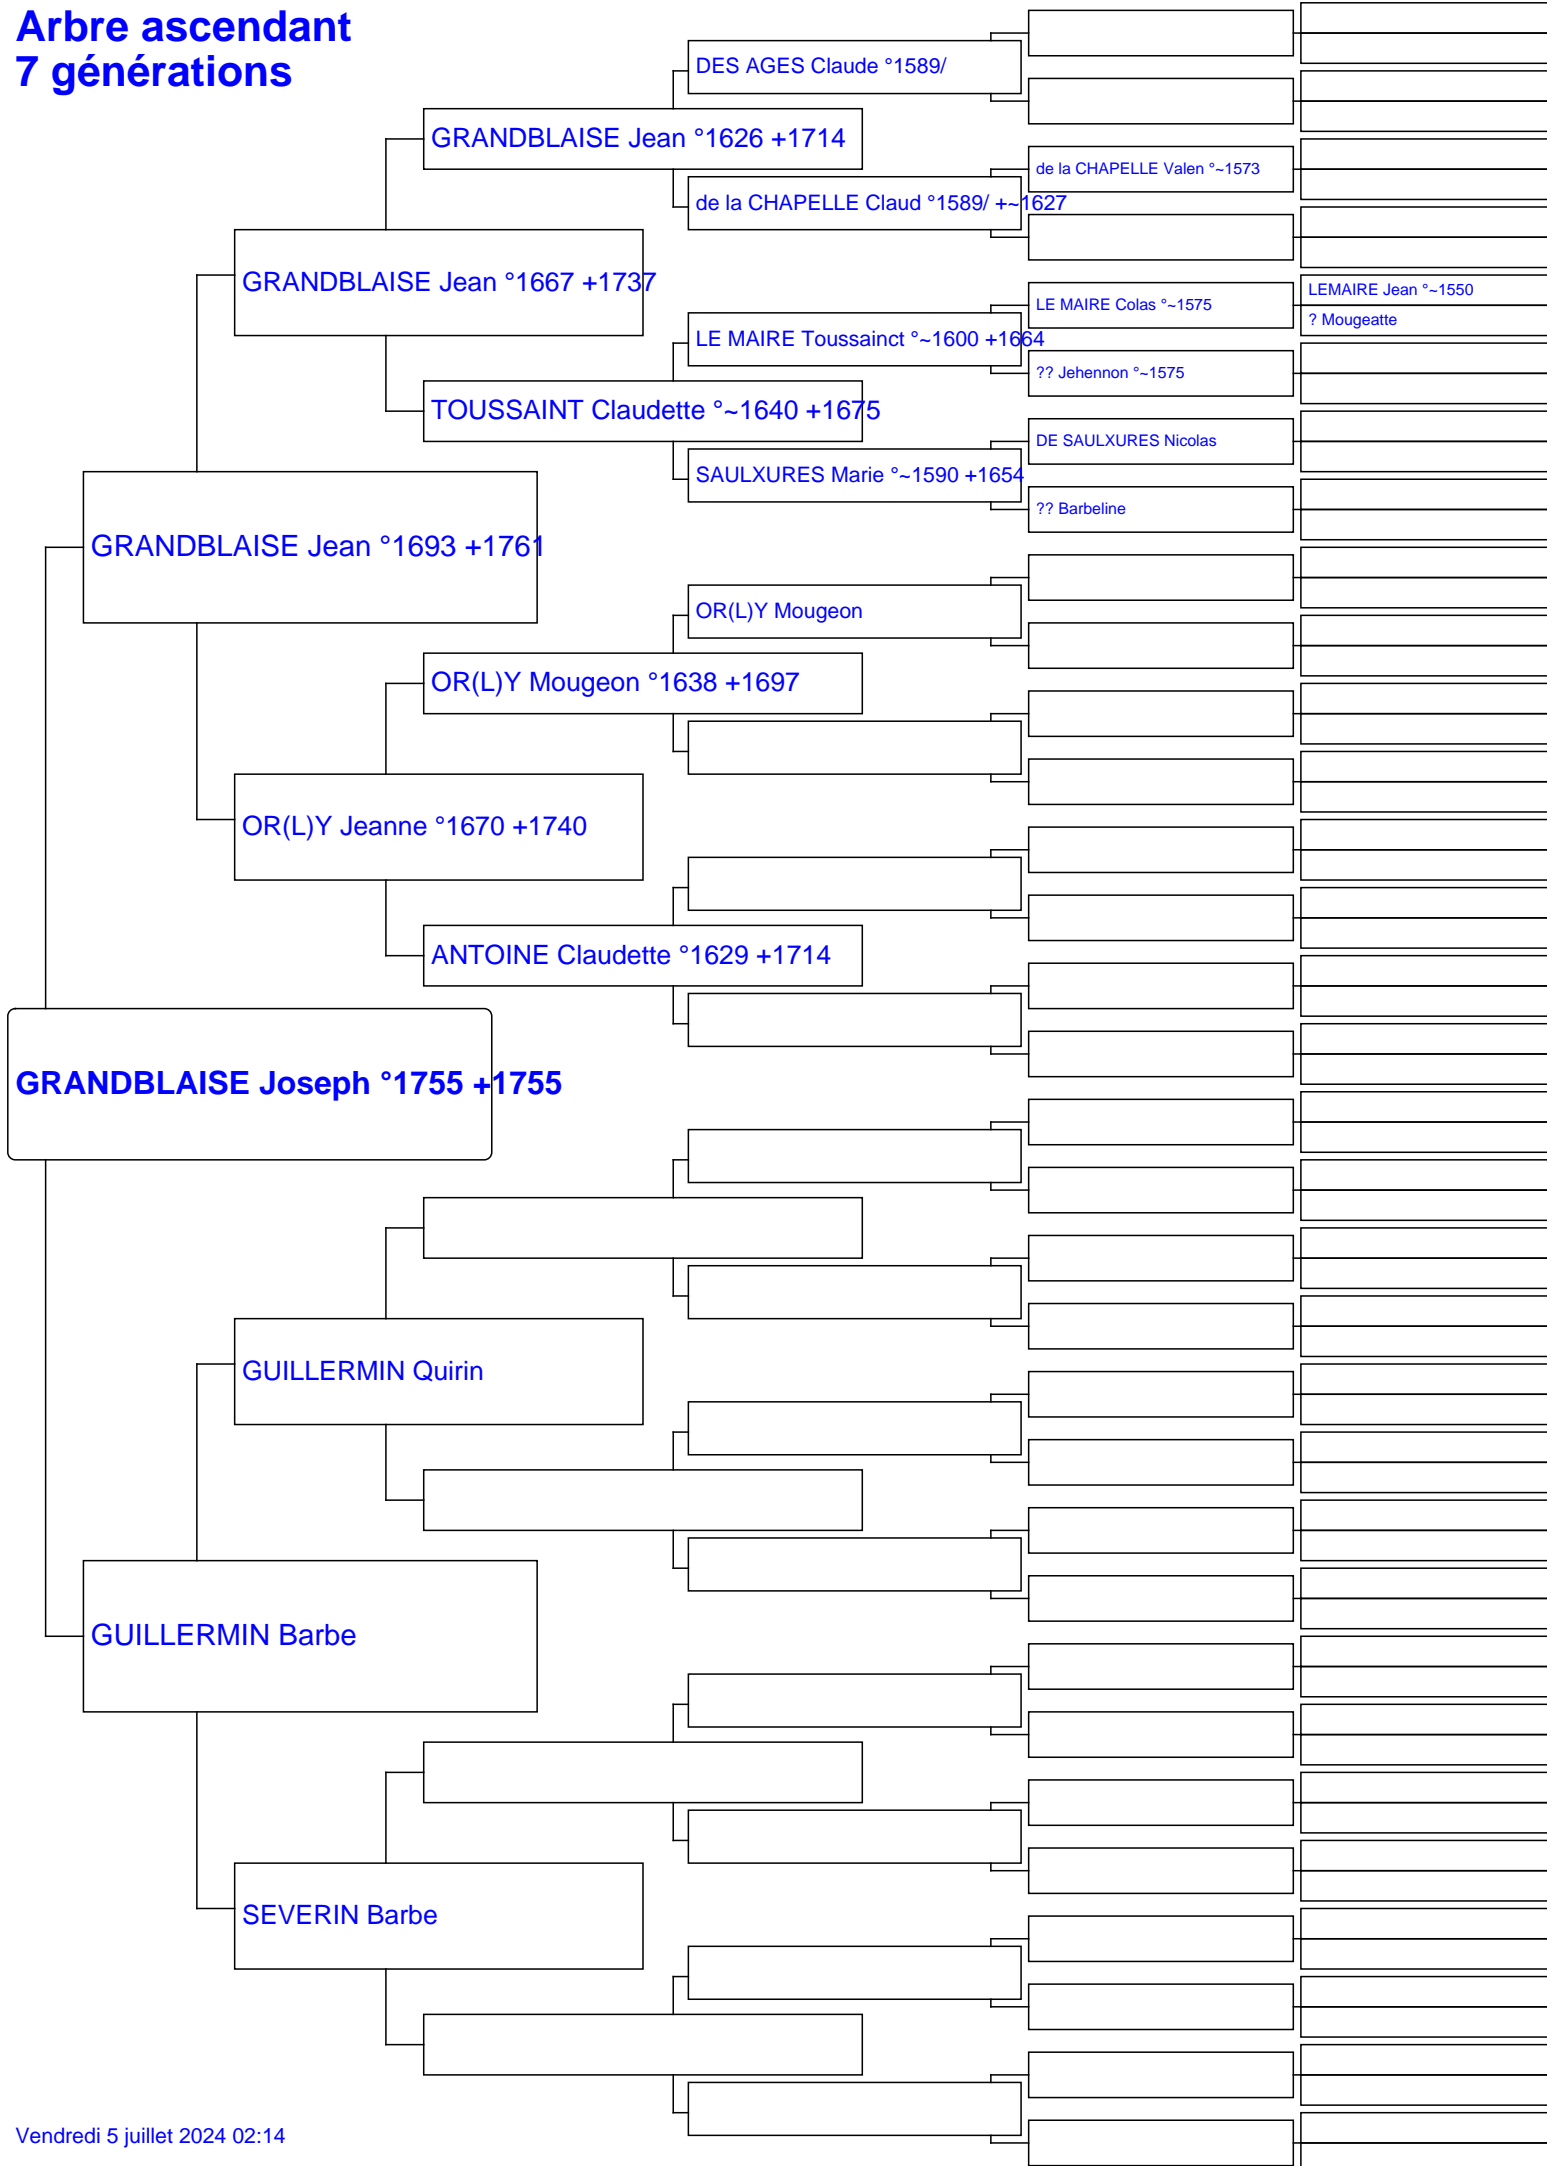 Arbre ascendant
7 générations
DES AGES Claude °1589/
GRANDBLAISE Jean °1626 +1714
de la CHAPELLE Valen °~1573
de la CHAPELLE Claud °1589/ +~1627
GRANDBLAISE Jean °1667 +1737
LEMAIRE Jean °~1550
LE MAIRE Colas °~1575
? Mougeatte
LE MAIRE Toussainct °~1600 +1664
?? Jehennon °~1575
TOUSSAINT Claudette °~1640 +1675
DE SAULXURES Nicolas
SAULXURES Marie °~1590 +1654
?? Barbeline
GRANDBLAISE Jean °1693 +1761
OR(L)Y Mougeon
OR(L)Y Mougeon °1638 +1697
OR(L)Y Jeanne °1670 +1740
ANTOINE Claudette °1629 +1714
GRANDBLAISE Joseph °1755 +1755
GUILLERMIN Quirin
GUILLERMIN Barbe
SEVERIN Barbe
Vendredi 5 juillet 2024 02:14